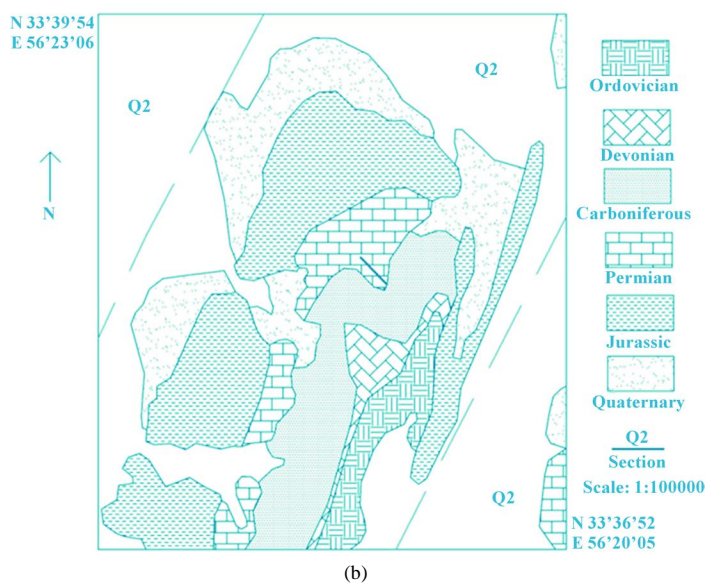 N 33'39'54
E 56'23'06
Q2
Q2
N
Ordovician
Devonian
Carboniferous
Permian
Jurassic
Quaternary
Q2
Section
Scale: 1:100000
Q2
N 33'36'52
E 56'20'05
(b)